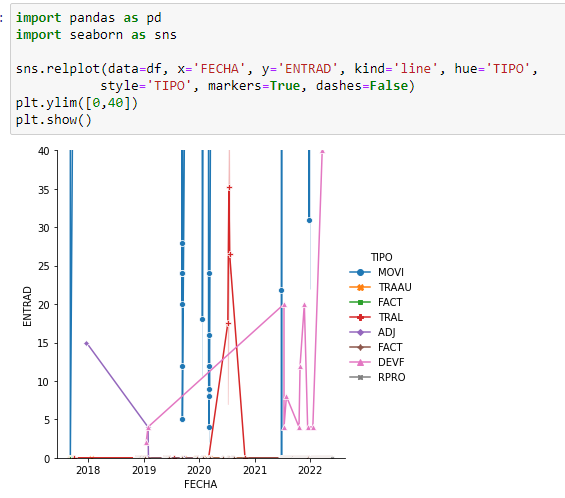 import pandas as pd
import seaborn as sns
sns.relplot(data=df, x='FECHA', y='ENTRAD', kind='line', hue='TIPO',
style='TIPO', markers=True, dashes=False)
plt.ylim([0,40])
plt.show()
40
35
30
25
20
15
10
5
0
ENTRAD
2018 2019 2020 2021 2022
FECHA
TIPO
MOVI
TRAAU
FACT
TRAL
ADJ
FACT
DEVF
RPRO